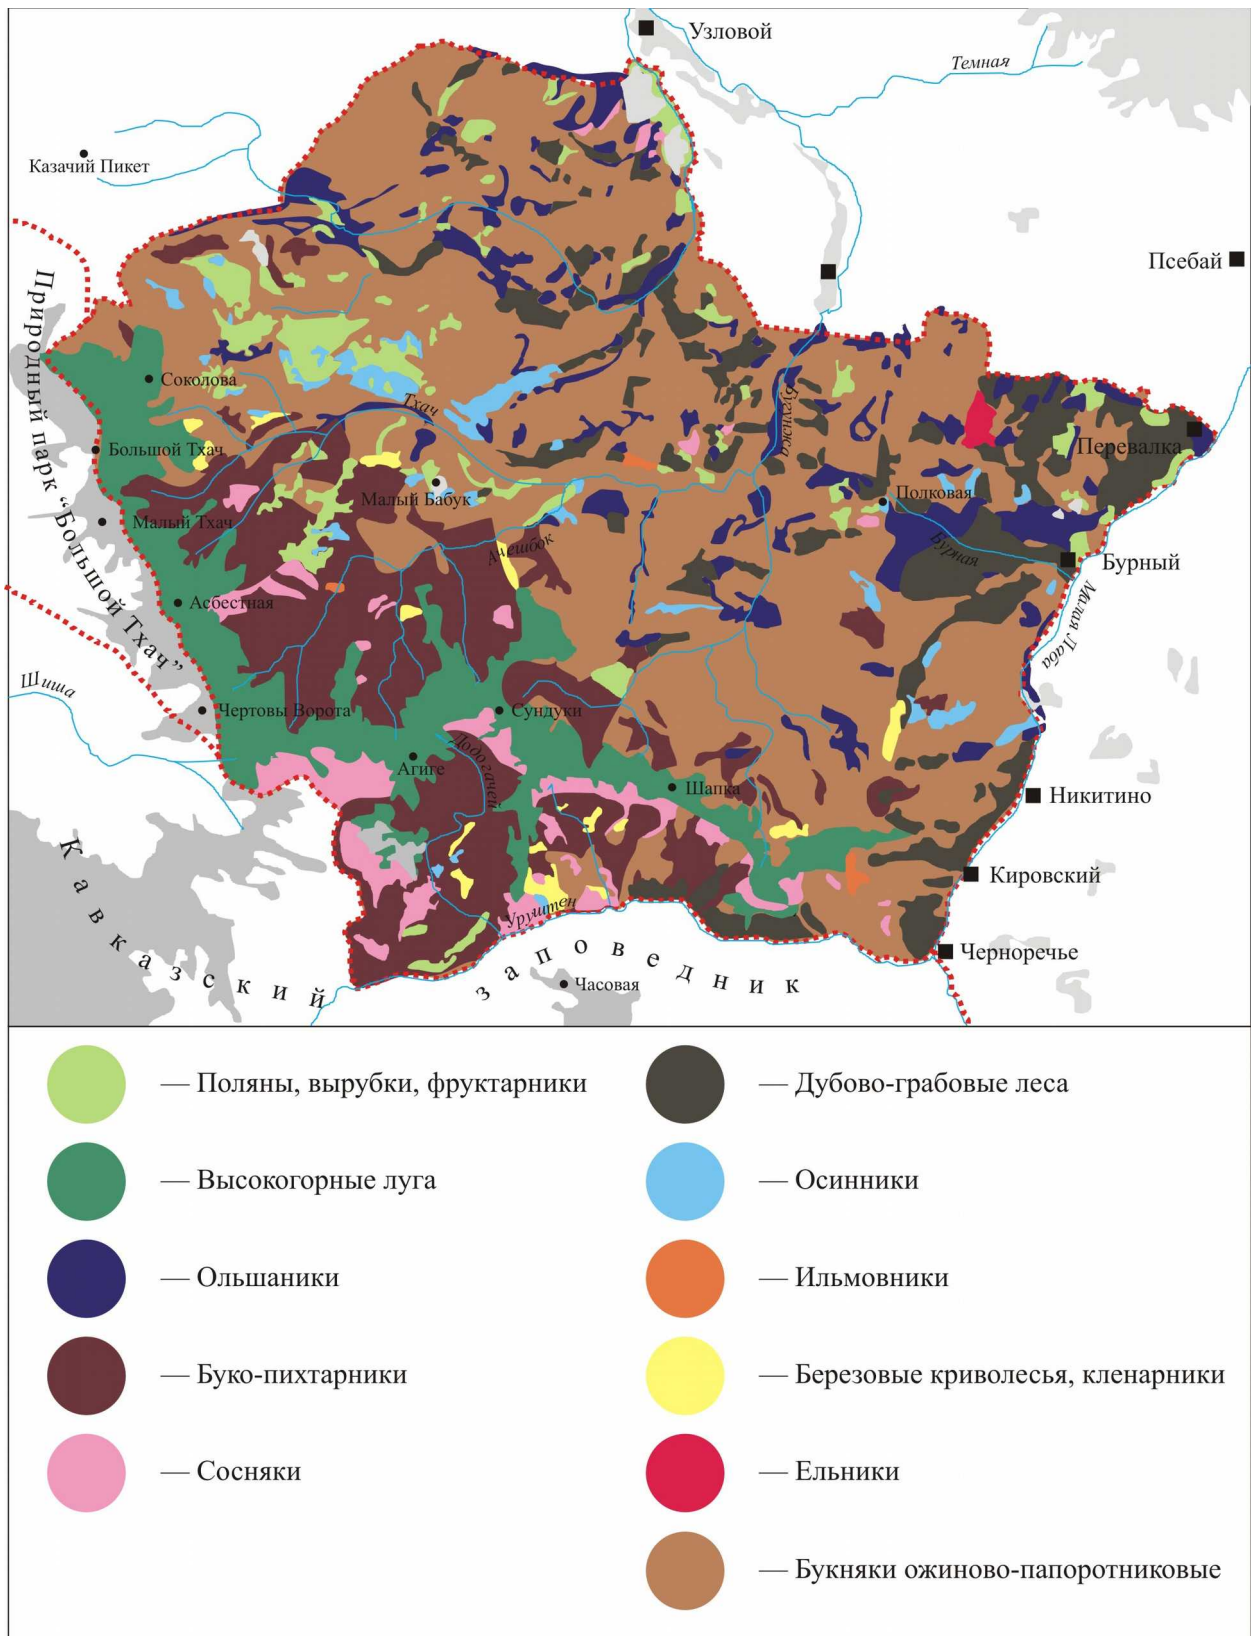 Узловой
Темная
Казачий Пикет
Псебай
Природный парк “Большой Тхач”
Соколова
Тхач
Бугунжа
Большой Тхач
Перевалка
Малый Бабук
Полковая
Малый Тхач
Ачешбок
Бурная
Бурный
Асбестная
Малая Лаба
Шиша
Чертовы Ворота
Сундуки
Додогачей
Агиге
Шапка
Никитино
Кировский
Уруштен
Черноречье
Кавказский заповедник
Часовая
— Поляны, вырубки, фруктарники
— Высокогорные луга
— Ольшаники
— Буко-пихтарники
— Сосняки
— Дубово-грабовые леса
— Осинники
— Ильмовники
— Березовые криволесья, кленарники
— Ельники
— Букняки ожиново-папоротниковые